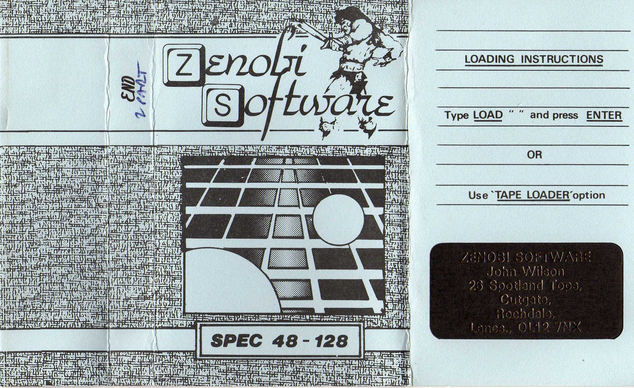 END
2 PART
Zenobi
Software
SPEC 48 - 128
LOADING INSTRUCTIONS
Type LOAD " " and press ENTER
OR
Use 'TAPE LOADER' option
ZENOBI SOFTWARE
John Wilson
26 Spotland Tops,
Cutgate,
Rochdale,
Lancs., OL12 7NX